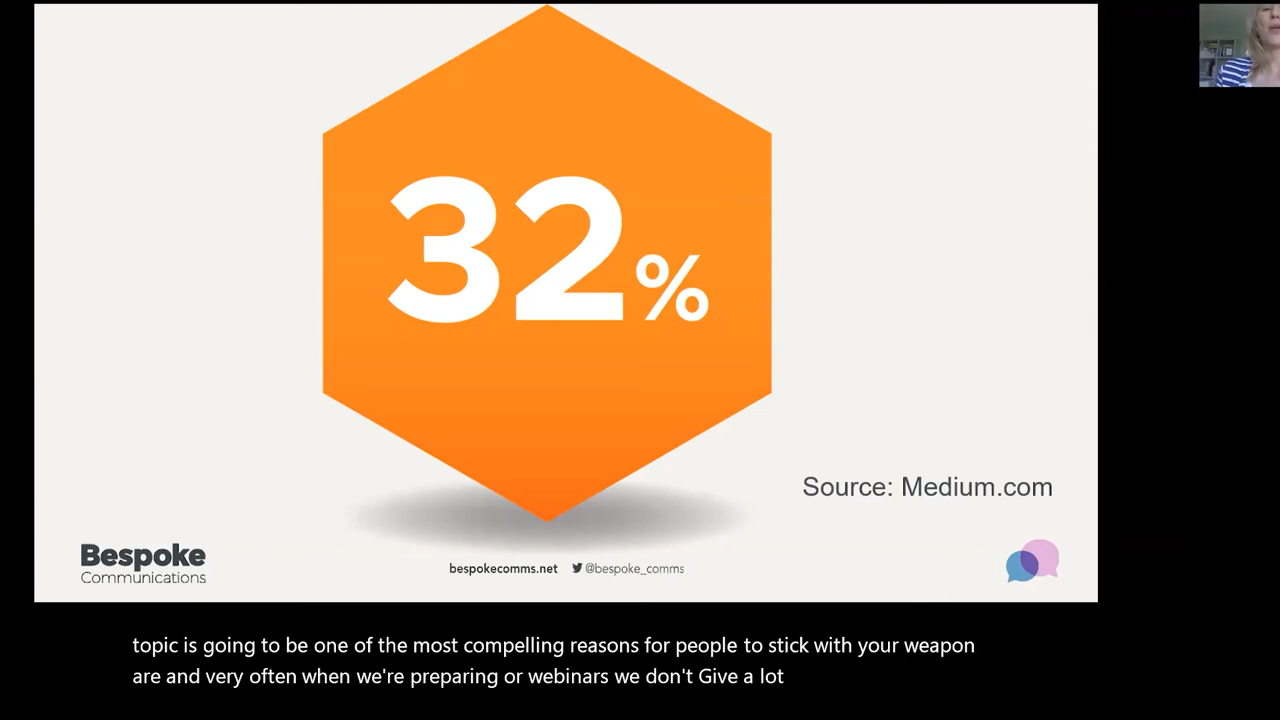 32%
Source: Medium.com
Bespoke
Communications
bespokecomms.net @bespoke_comms
topic is going to be one of the most compelling reasons for people to stick with your weapon
are and very often when we're preparing or webinars we don't Give a lot